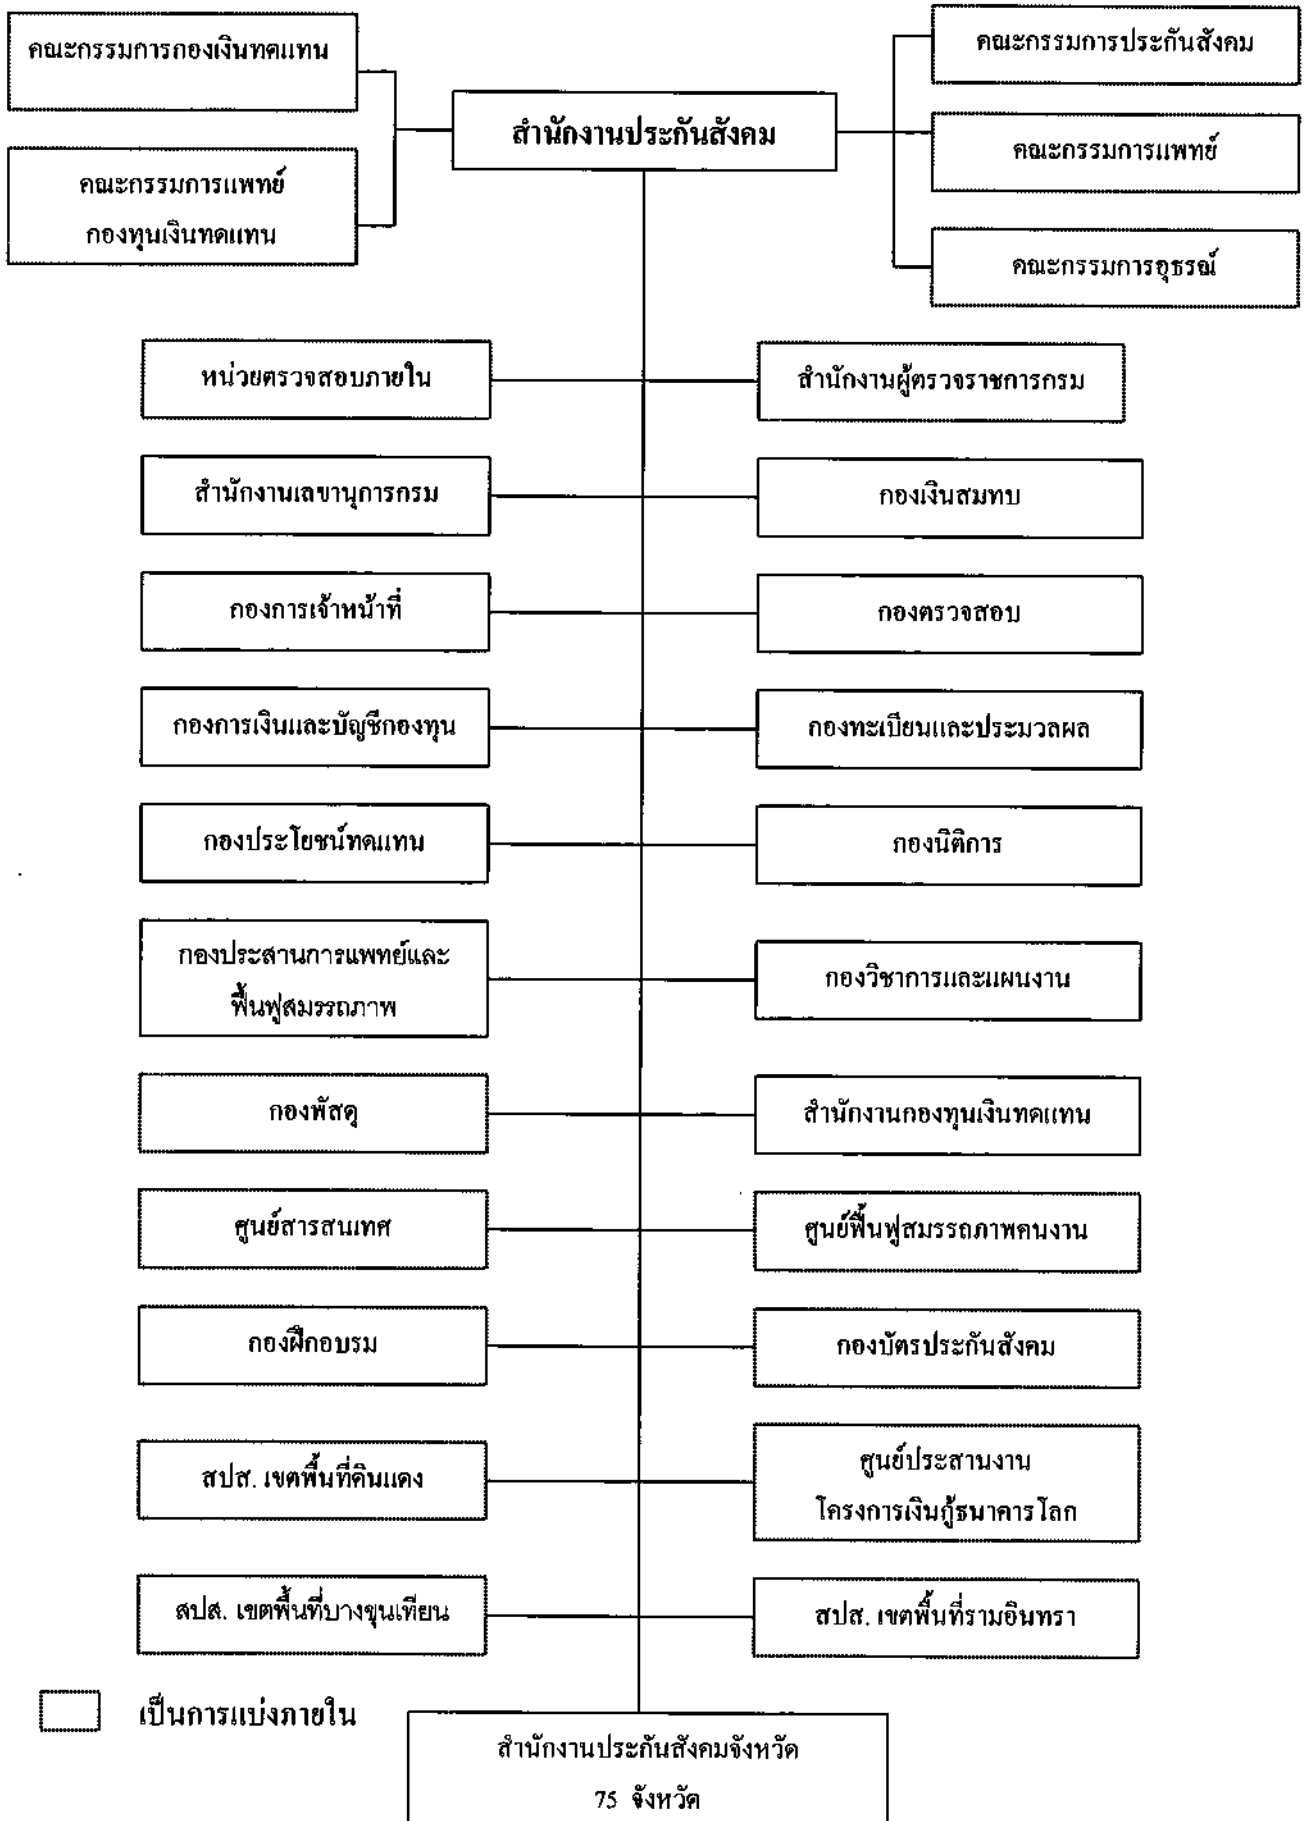 คณะกรรมการกองเงินทดแทน
คณะกรรมการประกันสังคม
สำนักงานประกันสังคม
คณะกรรมการแพทย์
คณะกรรมการแพทย์
กองทุนเงินทดแทน
คณะกรรมการอุธรณ์
หน่วยตรวจสอบภายใน
สำนักงานผู้ตรวจราชการกรม
สำนักงานเลขานุการกรม
กองเงินสมทบ
กองการเจ้าหน้าที่
กองตรวจสอบ
กองการเงินและบัญชีกองทุน
กองทะเบียนและประมวลผล
กองประโยชน์ทดแทน
กองนิติการ
กองประสานการแพทย์และ
ฟื้นฟูสมรรถภาพ
กองวิชาการและแผนงาน
กองพัสดุ
สำนักงานกองทุนเงินทดแทน
ศูนย์สารสนเทศ
ศูนย์ฟื้นฟูสมรรถภาพคนงาน
กองฝึกอบรม
กองบัตรประกันสังคม
สปส. เขตพื้นที่ดินแดง
ศูนย์ประสานงาน
โครงการเงินกู้ธนาคารโลก
สปส. เขตพื้นที่บางขุนเทียน
สปส. เขตพื้นที่รามอินทรา
เป็นการแบ่งภายใน
สำนักงานประกันสังคมจังหวัด
75 จังหวัด